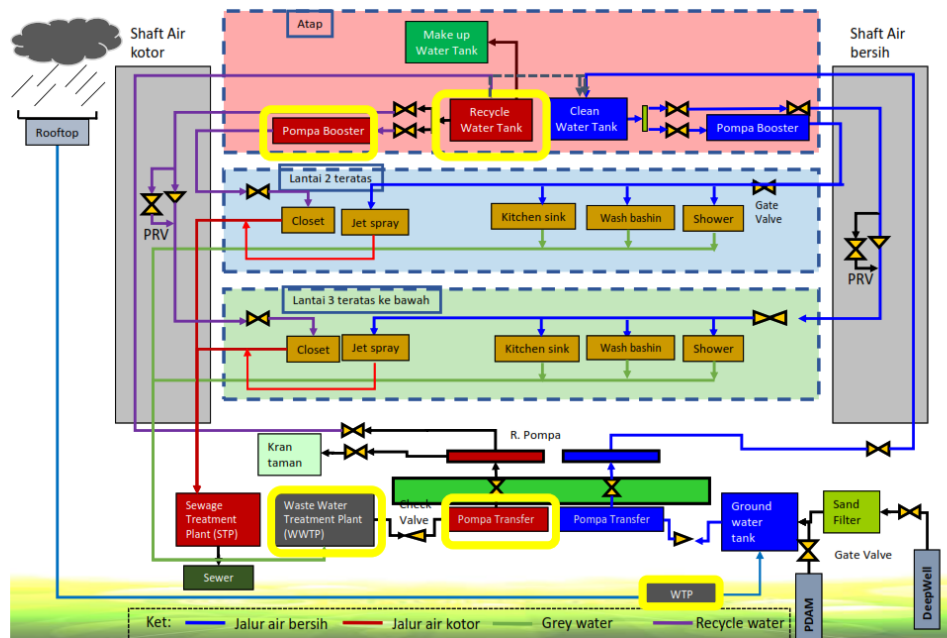 Atap
Shaft Air
kotor
Shaft Air
bersih
Make up
Water Tank
Rooftop
Pompa Booster
Recycle
Water Tank
Clean
Water Tank
Pompa Booster
Lantai 2 teratas
Gate
Valve
Closet
Jet spray
Kitchen sink
Wash bashin
Shower
PRV
PRV
Lantai 3 teratas ke bawah
Closet
Jet spray
Kitchen sink
Wash bashin
Shower
R. Pompa
Kran
taman
Sewage
Treatment
Plant (STP)
Waste Water
Treatment Plant
(WWTP)
Check
Valve
Pompa Transfer
Pompa Transfer
Ground
water
tank
Sand
Filter
Gate Valve
Sewer
WTP
PDAM
DeepWell
Ket:
Jalur air bersih
Jalur air kotor
Grey water
Recycle water